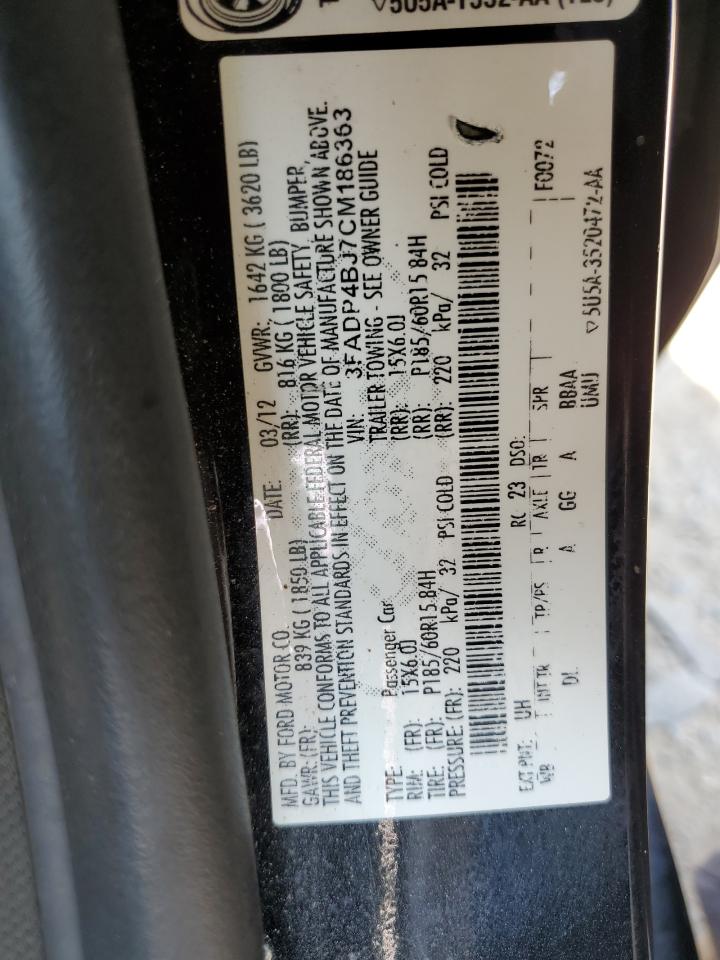 5U5A-1532-AA
MFD. BY FORD MOTOR CO. DATE: 03/12 GVWR: 1642 KG ( 3620 LB)
GAWR: (FR): 839 KG ( 1850 LB) (RR): 816 KG ( 1800 LB)
THIS VEHICLE CONFORMS TO ALL APPLICABLE FEDERAL MOTOR VEHICLE SAFETY, BUMPER,
AND THEFT PREVENTION STANDARDS IN EFFECT ON THE DATE OF MANUFACTURE SHOWN ABOVE.
VIN: 3FADP4BJ7CM186363
TYPE: Passenger Car TRAILER TOWING - SEE OWNER GUIDE
RIM: (FR): 15X6.0J (RR): 15X6.0J
TIRE: (FR): P185/60R15 84H (RR): P185/60R15 84H
PRESSURE: (FR): 220 kPa/ 32 PSI COLD (RR): 220 kPa/ 32 PSI COLD
EXT PNT: UH RC: 23 DSO: F0072
WB INT TR TP/PS R AXLE TR SPR
DL A GG A BBAA
UMU
5U5A-3520472-AA